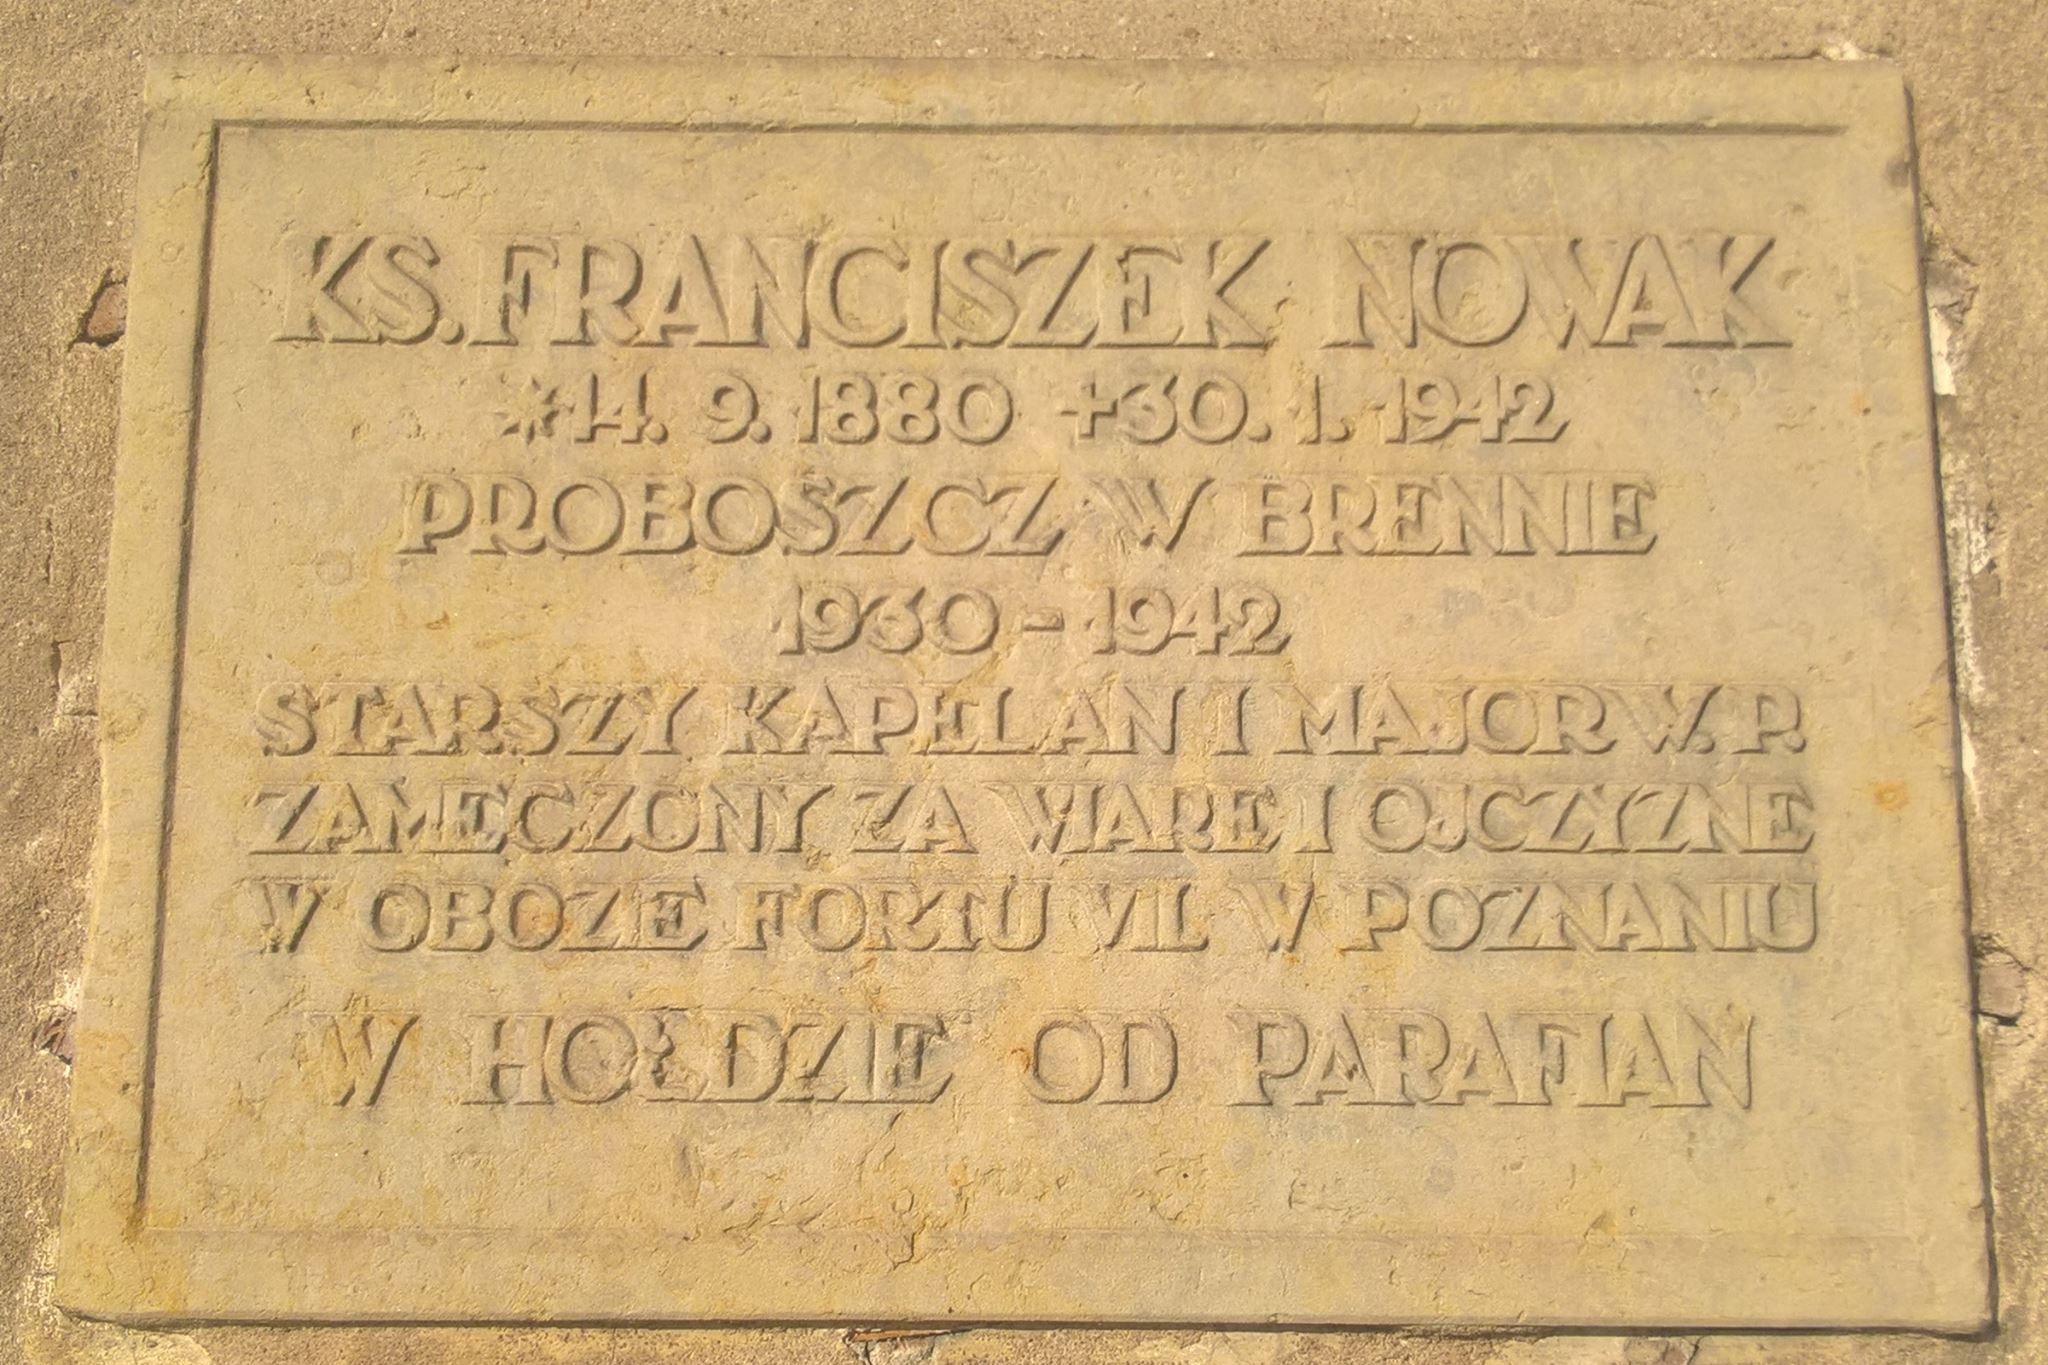 KS. FRANCISZEK NOWAK
*14. 9. 1880 +30. 1. 1942
PROBOSZCZ W BRENNIE
1930 - 1942
STARSZY KAPELAN I MAJOR W. P.
ZAMĘCZONY ZA WIARĘ I OJCZYZNĘ
W OBOZIE FORTU VII. W POZNANIU
W HOŁDZIE OD PARAFIAN